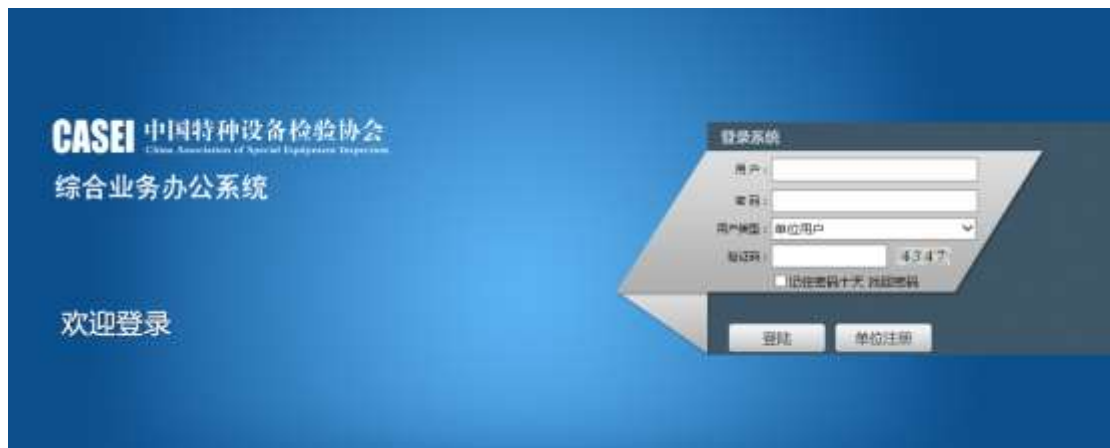 CASEI 中国特种设备检验协会
China Association of Special Equipment Inspection
综合业务办公系统
欢迎登录
登录系统
用户:
密码:
用户类型: 单位用户
验证码: 4347
记住密码十天 找回密码
登陆 单位注册